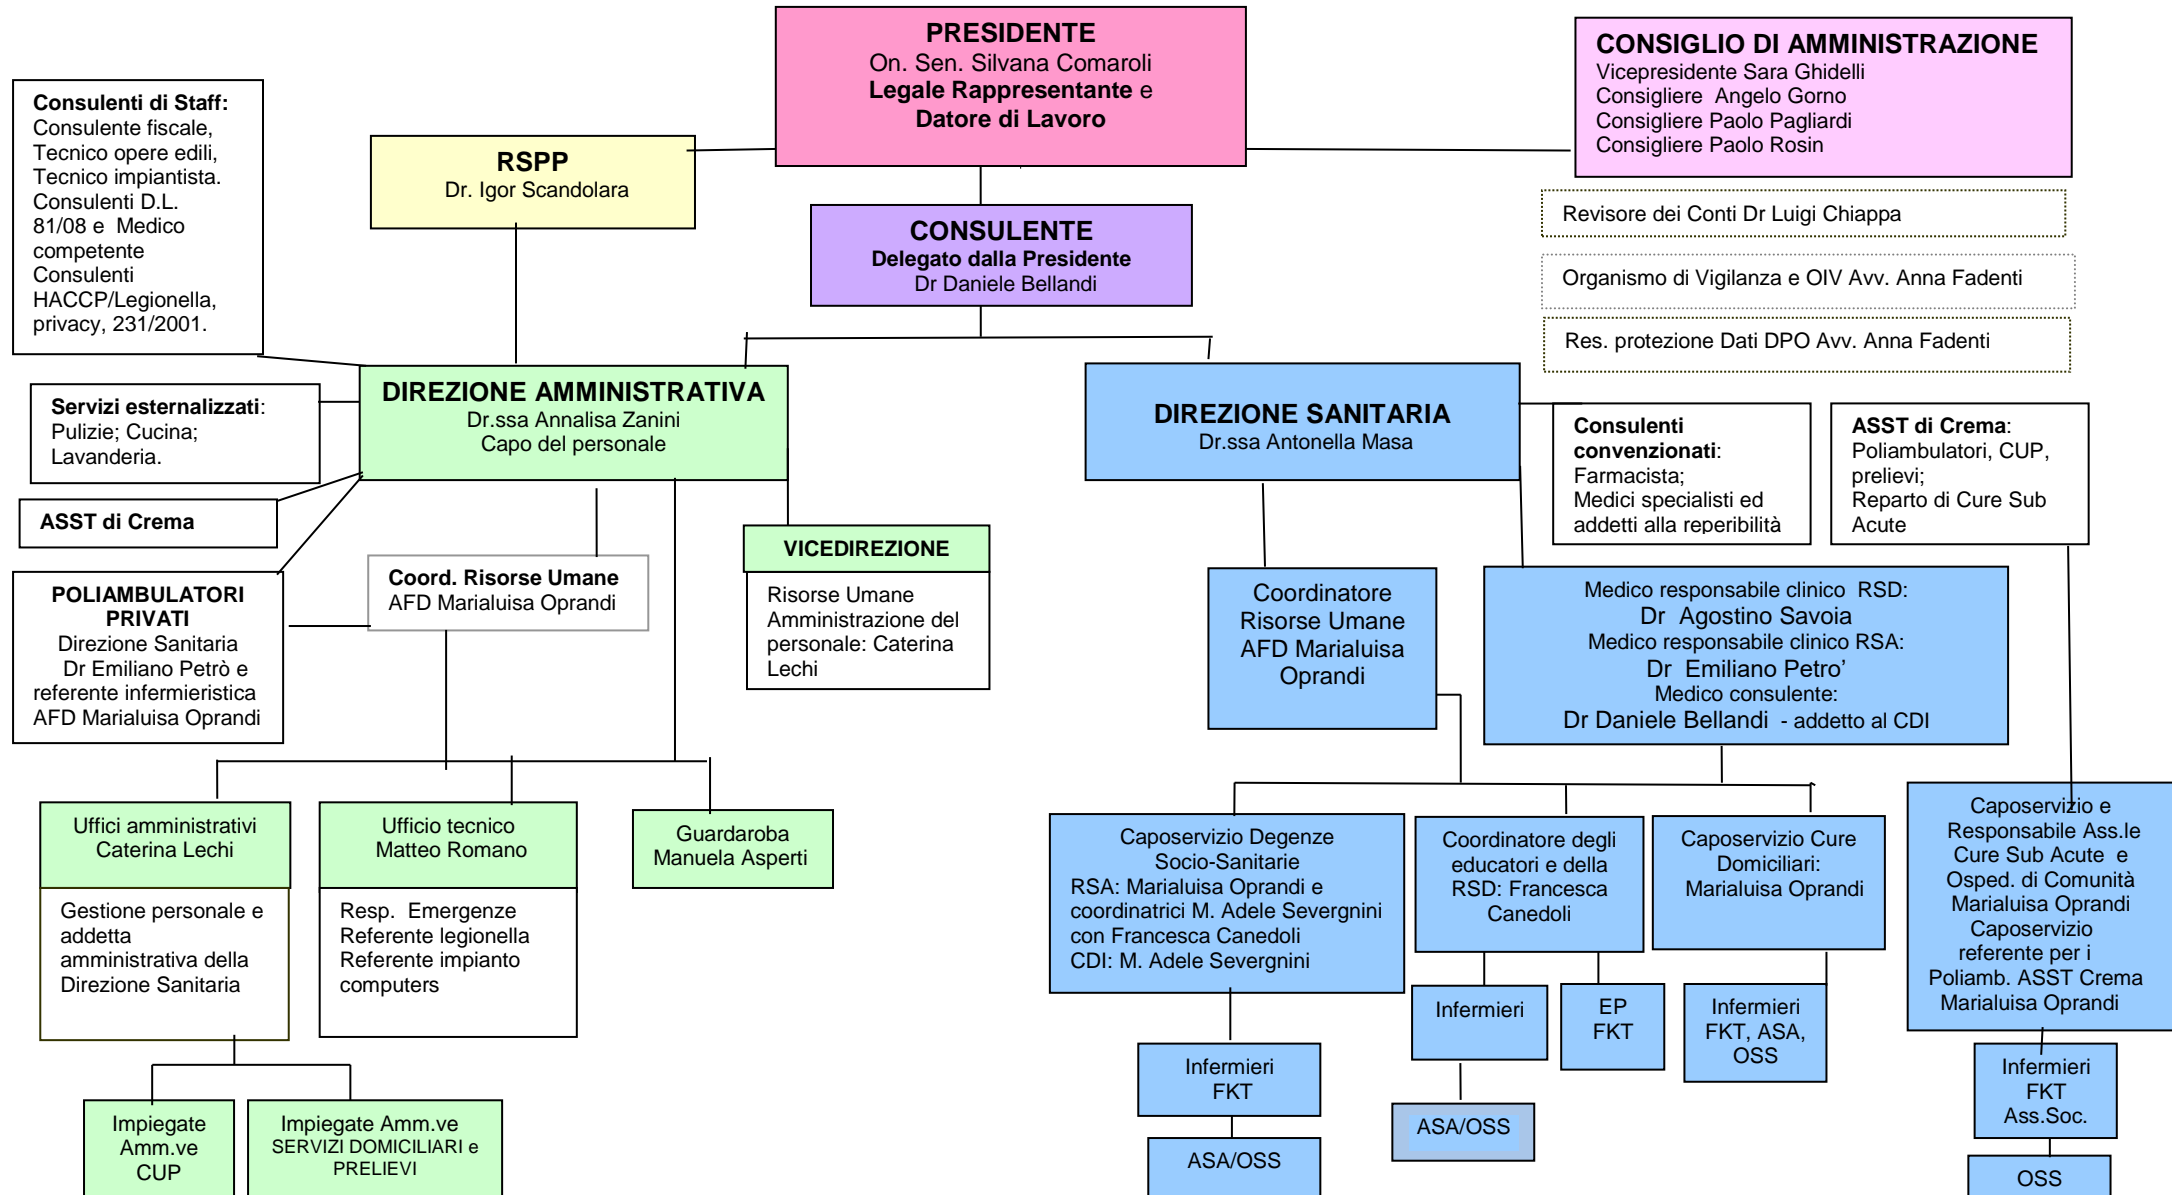 PRESIDENTE
On. Sen. Silvana Comaroli
Legale Rappresentante e
Datore di Lavoro
CONSIGLIO DI AMMINISTRAZIONE
Vicepresidente Sara Ghidelli
Consigliere Angelo Gorno
Consigliere Paolo Pagliardi
Consigliere Paolo Rosin
Consulenti di Staff:
Consulente fiscale,
Tecnico opere edili,
Tecnico impiantista.
Consulenti D.L.
81/08 e Medico
competente
Consulenti
HACCP/Legionella,
privacy, 231/2001.
RSPP
Dr. Igor Scandolara
CONSULENTE
Delegato dalla Presidente
Dr Daniele Bellandi
Revisore dei Conti Dr Luigi Chiappa
Organismo di Vigilanza e OIV Avv. Anna Fadenti
Res. protezione Dati DPO Avv. Anna Fadenti
Servizi esternalizzati:
Pulizie; Cucina;
Lavanderia.
DIREZIONE AMMINISTRATIVA
Dr.ssa Annalisa Zanini
Capo del personale
DIREZIONE SANITARIA
Dr.ssa Antonella Masa
Consulenti
convenzionati:
Farmacista;
Medici specialisti ed
addetti alla reperibilità
ASST di Crema:
Poliambulatori, CUP,
prelievi;
Reparto di Cure Sub
Acute
ASST di Crema
POLIAMBULATORI
PRIVATI
Direzione Sanitaria
Dr Emiliano Petrò e
referente infermieristica
AFD Marialuisa Oprandi
Coord. Risorse Umane
AFD Marialuisa Oprandi
VICEDIREZIONE
Risorse Umane
Amministrazione del
personale: Caterina
Lechi
Coordinatore
Risorse Umane
AFD Marialuisa
Oprandi
Medico responsabile clinico RSD:
Dr Agostino Savoia
Medico responsabile clinico RSA:
Dr Emiliano Petro’
Medico consulente:
Dr Daniele Bellandi - addetto al CDI
Uffici amministrativi
Caterina Lechi
Gestione personale e
addetta
amministrativa della
Direzione Sanitaria
Ufficio tecnico
Matteo Romano
Resp. Emergenze
Referente legionella
Referente impianto
computers
Guardaroba
Manuela Asperti
Caposervizio Degenze
Socio-Sanitarie
RSA: Marialuisa Oprandi e
coordinatrici M. Adele Severgnini
con Francesca Canedoli
CDI: M. Adele Severgnini
Coordinatore degli
educatori e della
RSD: Francesca
Canedoli
Caposervizio Cure
Domiciliari:
Marialuisa Oprandi
Caposervizio e
Responsabile Ass.le
Cure Sub Acute e
Osped. di Comunità
Marialuisa Oprandi
Caposervizio
referente per i
Poliamb. ASST Crema
Marialuisa Oprandi
Impiegate
Amm.ve
CUP
Impiegate Amm.ve
SERVIZI DOMICILIARI e
PRELIEVI
Infermieri
FKT
ASA/OSS
Infermieri
ASA/OSS
EP
FKT
Infermieri
FKT, ASA,
OSS
Infermieri
FKT
Ass.Soc.
OSS